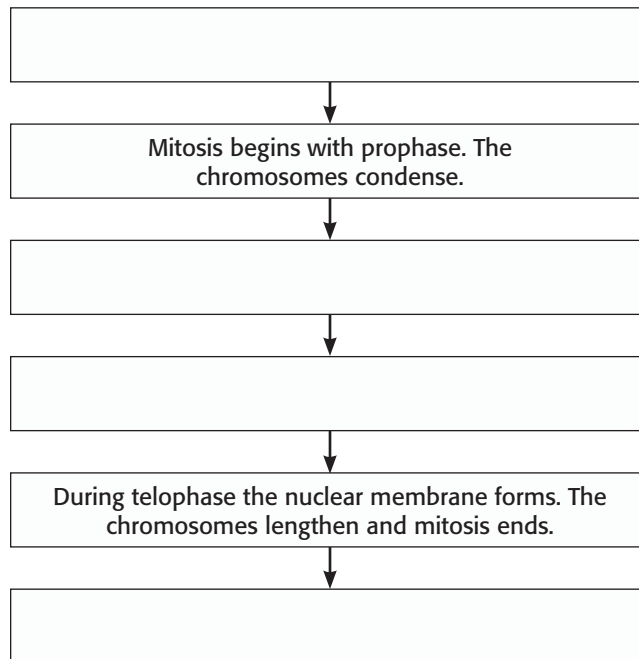 Mitosis begins with prophase. The
chromosomes condense.
During telophase the nuclear membrane forms. The
chromosomes lengthen and mitosis ends.